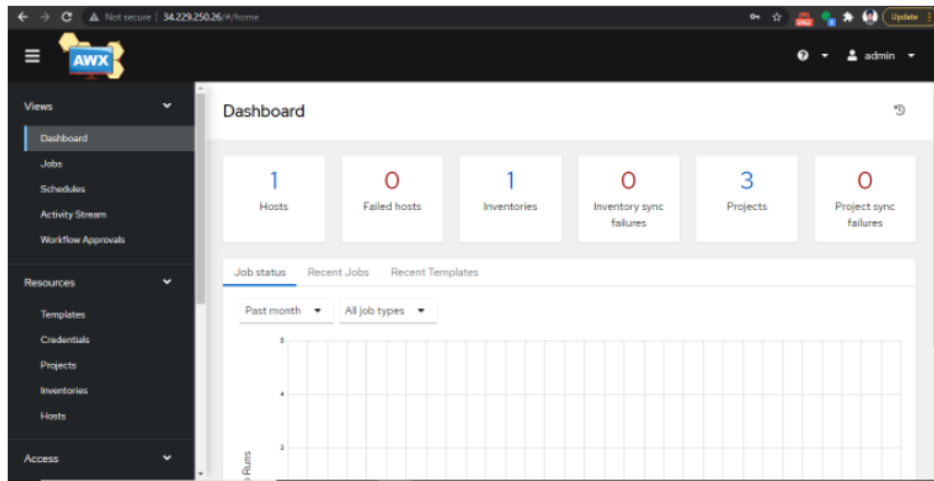 Not secure | 34.229.250.26/#/home
Update
AWX
admin
Views
Dashboard
Jobs
Schedules
Activity Stream
Workflow Approvals
Resources
Templates
Credentials
Projects
Inventories
Hosts
Access
Dashboard
1 0 1 0 3 0
Hosts Failed hosts Inventories Inventory sync Projects Project sync
failures failures
Job status Recent Jobs Recent Templates
Past month All job types
5
4
3
Runs